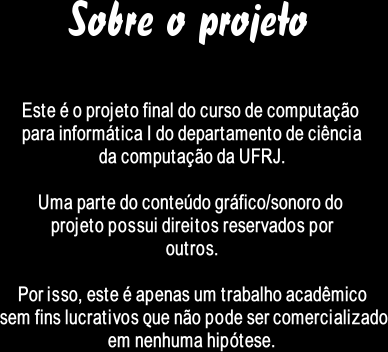 Sobre o projeto
Este é o projeto final do curso de computação
para informática I do departamento de ciência
da computação da UFRJ.
Uma parte do conteúdo gráfico/sonoro do
projeto possui direitos reservados por
outros.
Por isso, este é apenas um trabalho acadêmico
sem fins lucrativos que não pode ser comercializado
em nenhuma hipótese.